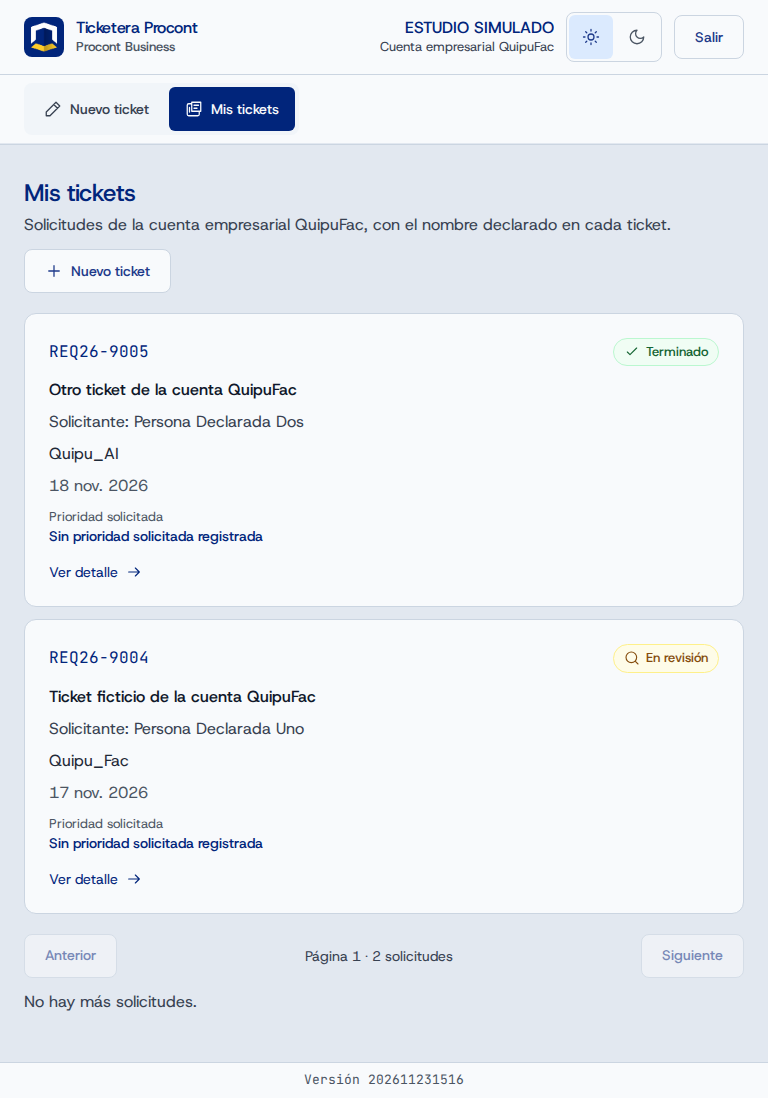 Ticketera Procont
Procont Business
ESTUDIO SIMULADO
Cuenta empresarial QuipuFac
Salir
Nuevo ticket
Mis tickets
Mis tickets
Solicitudes de la cuenta empresarial QuipuFac, con el nombre declarado en cada ticket.
Nuevo ticket
REQ26-9005
Terminado
Otro ticket de la cuenta QuipuFac
Solicitante: Persona Declarada Dos
Quipu_AI
18 nov. 2026
Prioridad solicitada
Sin prioridad solicitada registrada
Ver detalle
REQ26-9004
En revisión
Ticket ficticio de la cuenta QuipuFac
Solicitante: Persona Declarada Uno
Quipu_Fac
17 nov. 2026
Prioridad solicitada
Sin prioridad solicitada registrada
Ver detalle
Anterior
Página 1 · 2 solicitudes
Siguiente
No hay más solicitudes.
Versión 202611231516